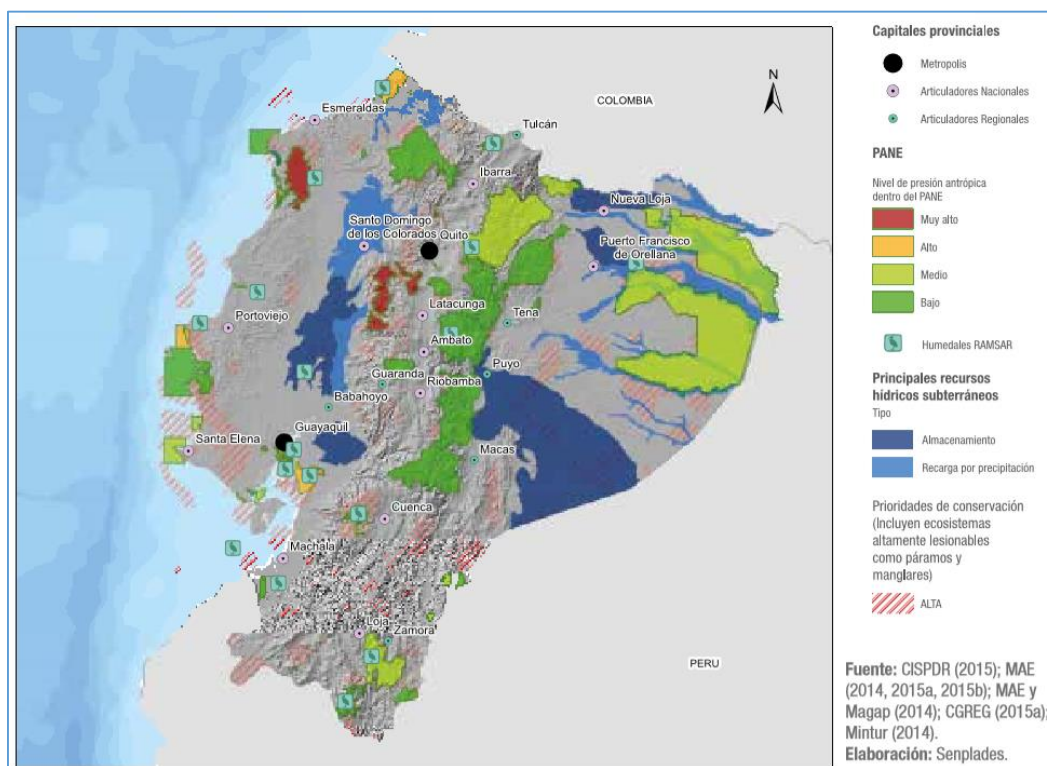 COLOMBIA
N
Esmeraldas
Tulcán
Ibarra
Nueva Loja
Santo Domingo
de los Colorados
Quito
Puerto Francisco
de Orellana
Portoviejo
Latacunga
Tena
Ambato
Puyo
Guaranda
Riobamba
Babahoyo
Santa Elena
Guayaquil
Macas
Cuenca
Machala
Loja
Zamora
PERU
Capitales provinciales
Metropolis
Articuladores Nacionales
Articuladores Regionales
PANE
Nivel de presión antrópica
dentro del PANE
Muy alto
Alto
Medio
Bajo
Humedales RAMSAR
Principales recursos
hídricos subterráneos
Tipo
Almacenamiento
Recarga por precipitación
Prioridades de conservación
(Incluyen ecosistemas
altamente lesionables
como páramos y
manglares)
ALTA
Fuente: CISPDR (2015); MAE
(2014, 2015a, 2015b); MAE y
Magap (2014); CGREG (2015a);
Mintur (2014).
Elaboración: Senplades.